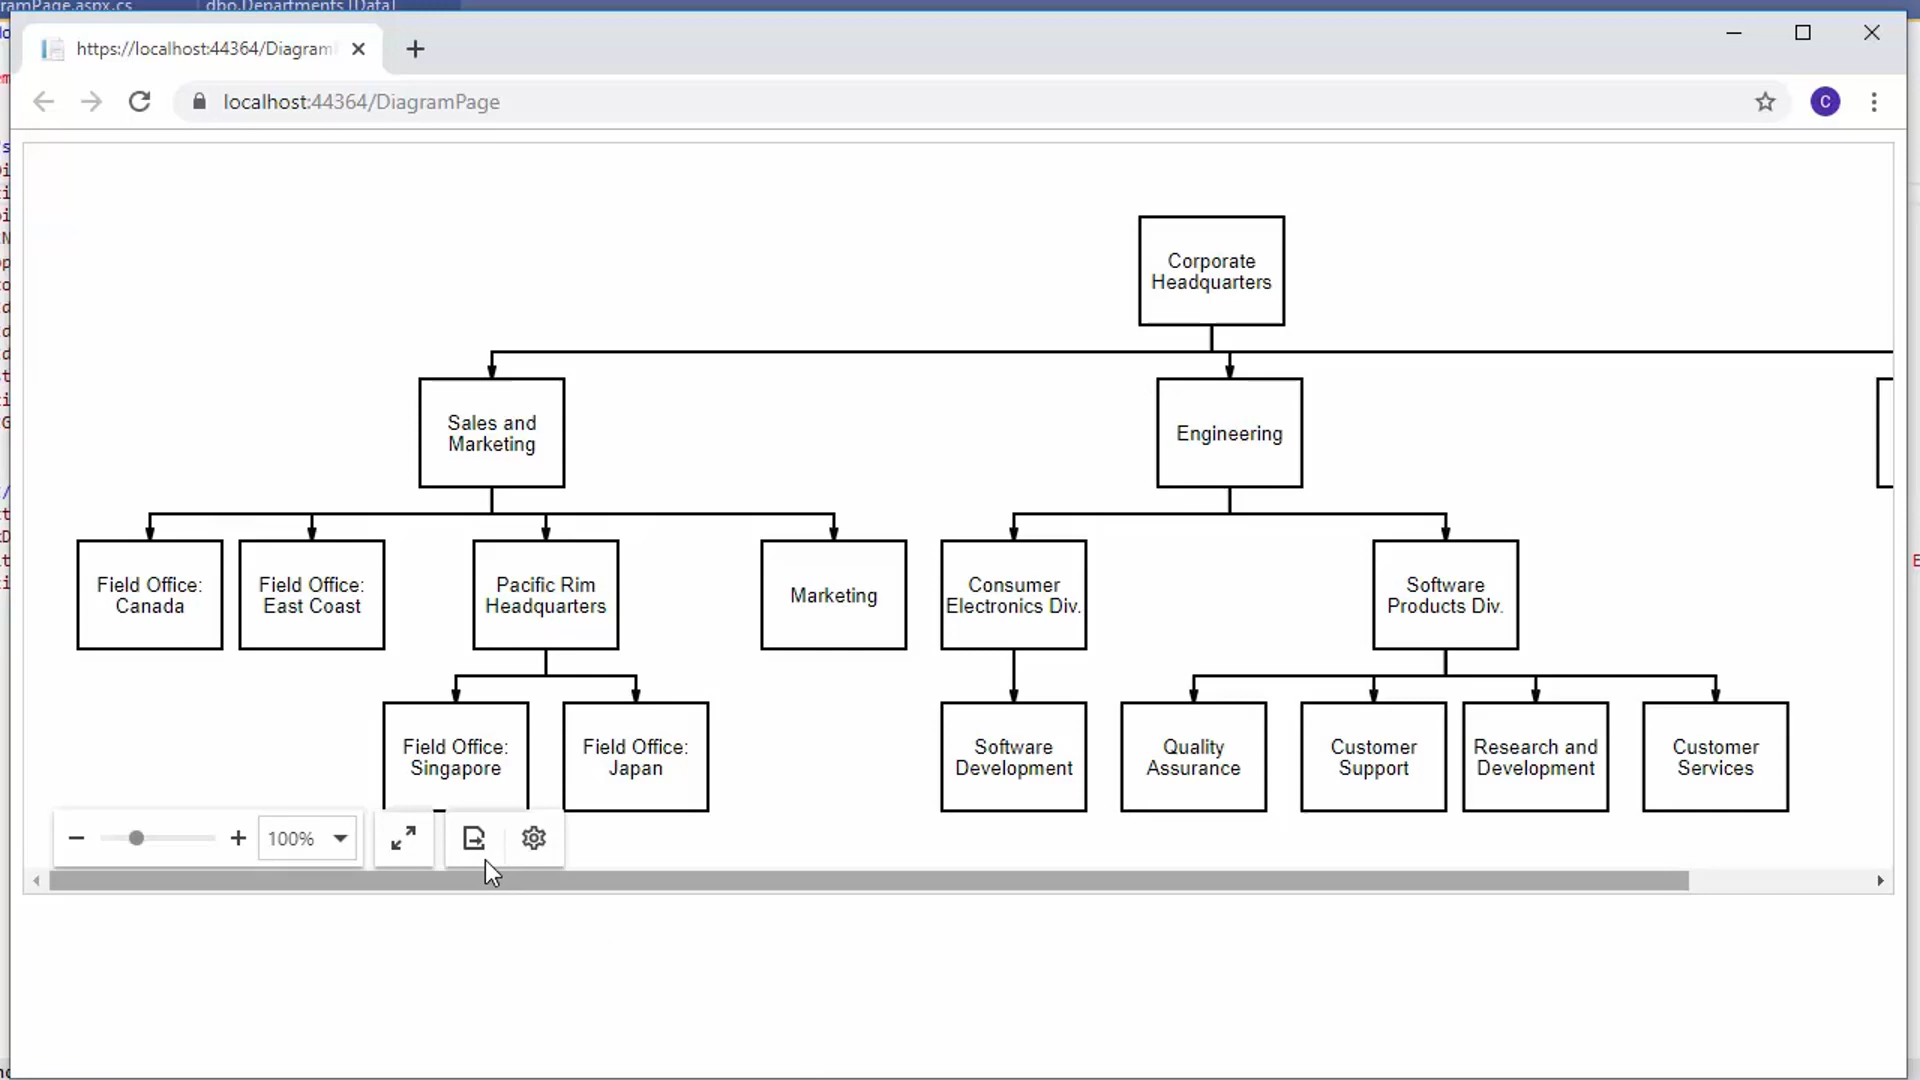 ramPage.aspx.cs
dbo.Departments [Data]
https://localhost:44364/Diagram
localhost:44364/DiagramPage
C
Corporate
Headquarters
Sales and
Marketing
Engineering
Field Office:
Canada
Field Office:
East Coast
Pacific Rim
Headquarters
Marketing
Consumer
Electronics Div.
Software
Products Div.
Field Office:
Singapore
Field Office:
Japan
Software
Development
Quality
Assurance
Customer
Support
Research and
Development
Customer
Services
100%